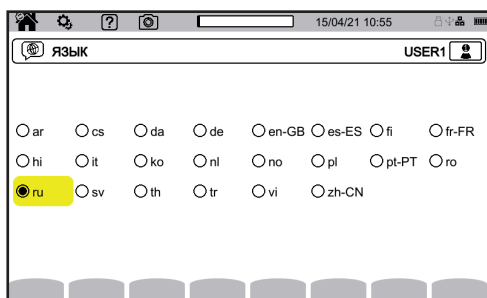 15/04/21 10:55
ЯЗЫК USER1
ar cs da de en-GB es-ES fi fr-FR
hi it ko nl no pl pt-PT ro
ru sv th tr vi zh-CN